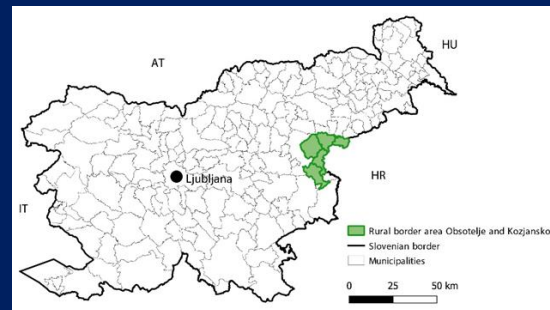 HU
AT
HR
Ljubljana
IT
Rural border area Obsotelje and Kozjansko
Slovenian border
Municipalities
0 25 50 km